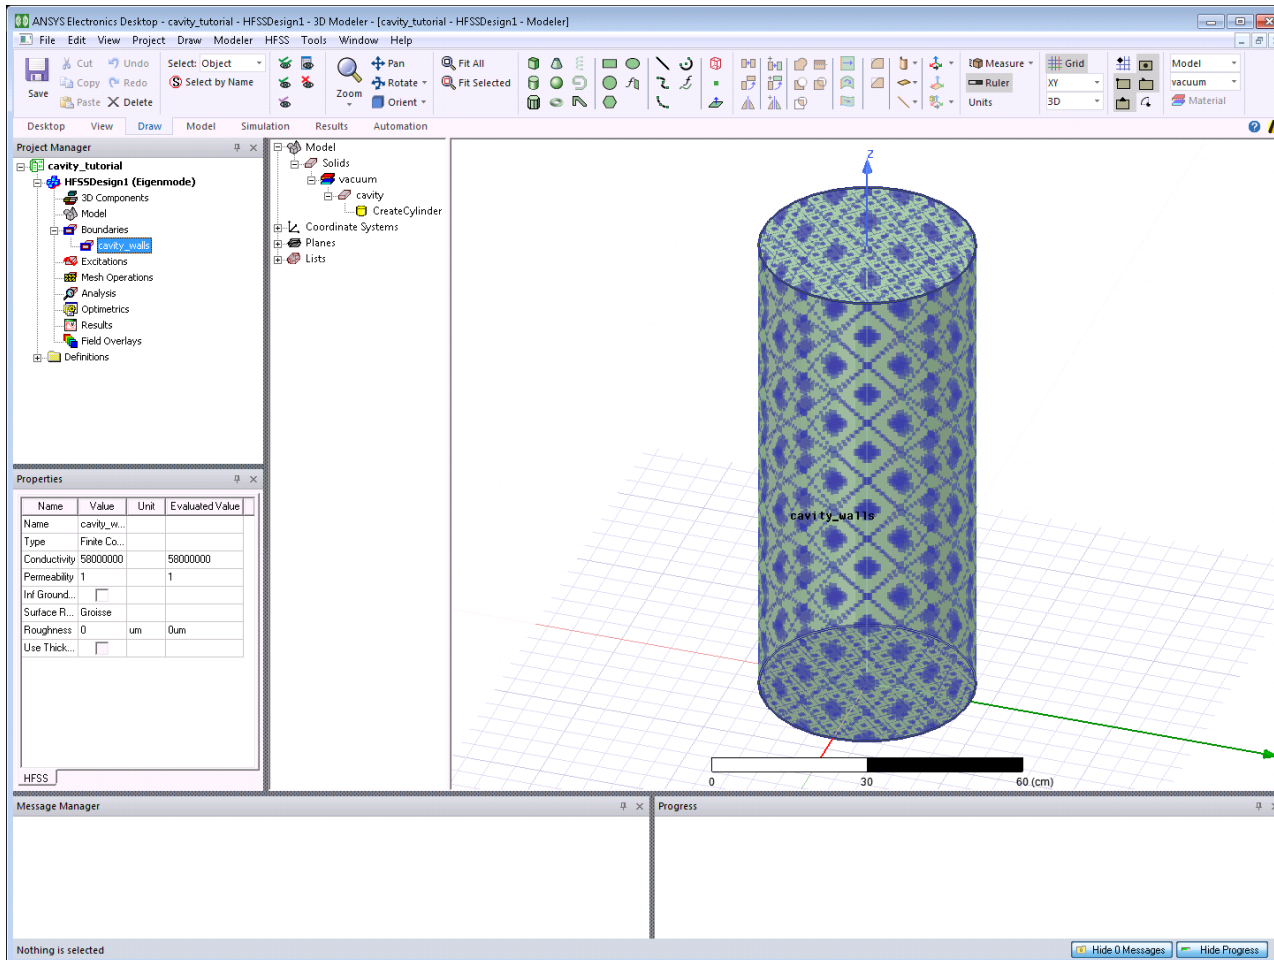 ANSYS Electronics Desktop - cavity_tutorial - HFSSDesign1 - 3D Modeler - [cavity_tutorial - HFSSDesign1 - Modeler]
File Edit View Project Draw Modeler HFSS Tools Window Help
Save
Cut
Copy
Paste
Undo
Redo
Delete
Select: Object
Select by Name
Zoom
Pan
Rotate
Orient
Fit All
Fit Selected
Measure
Ruler
Units
Grid
XY
3D
Model
vacuum
Material
Desktop View Draw Model Simulation Results Automation
Project Manager
cavity_tutorial
HFSSDesign1 (Eigenmode)
3D Components
Model
Boundaries
cavity_walls
Excitations
Mesh Operations
Analysis
Optimetrics
Results
Field Overlays
Definitions
Model
Solids
vacuum
cavity
CreateCylinder
Coordinate Systems
Planes
Lists
Z
cavity_walls
0 30 60 (cm)
Properties
Name Value Unit Evaluated Value
Name cavity_w...
Type Finite Co...
Conductivity 58000000 58000000
Permeability 1 1
Inf Ground...
Surface R... Groisse
Roughness 0 um 0um
Use Thick...
HFSS
Message Manager
Progress
Nothing is selected
Hide 0 Messages
Hide Progress